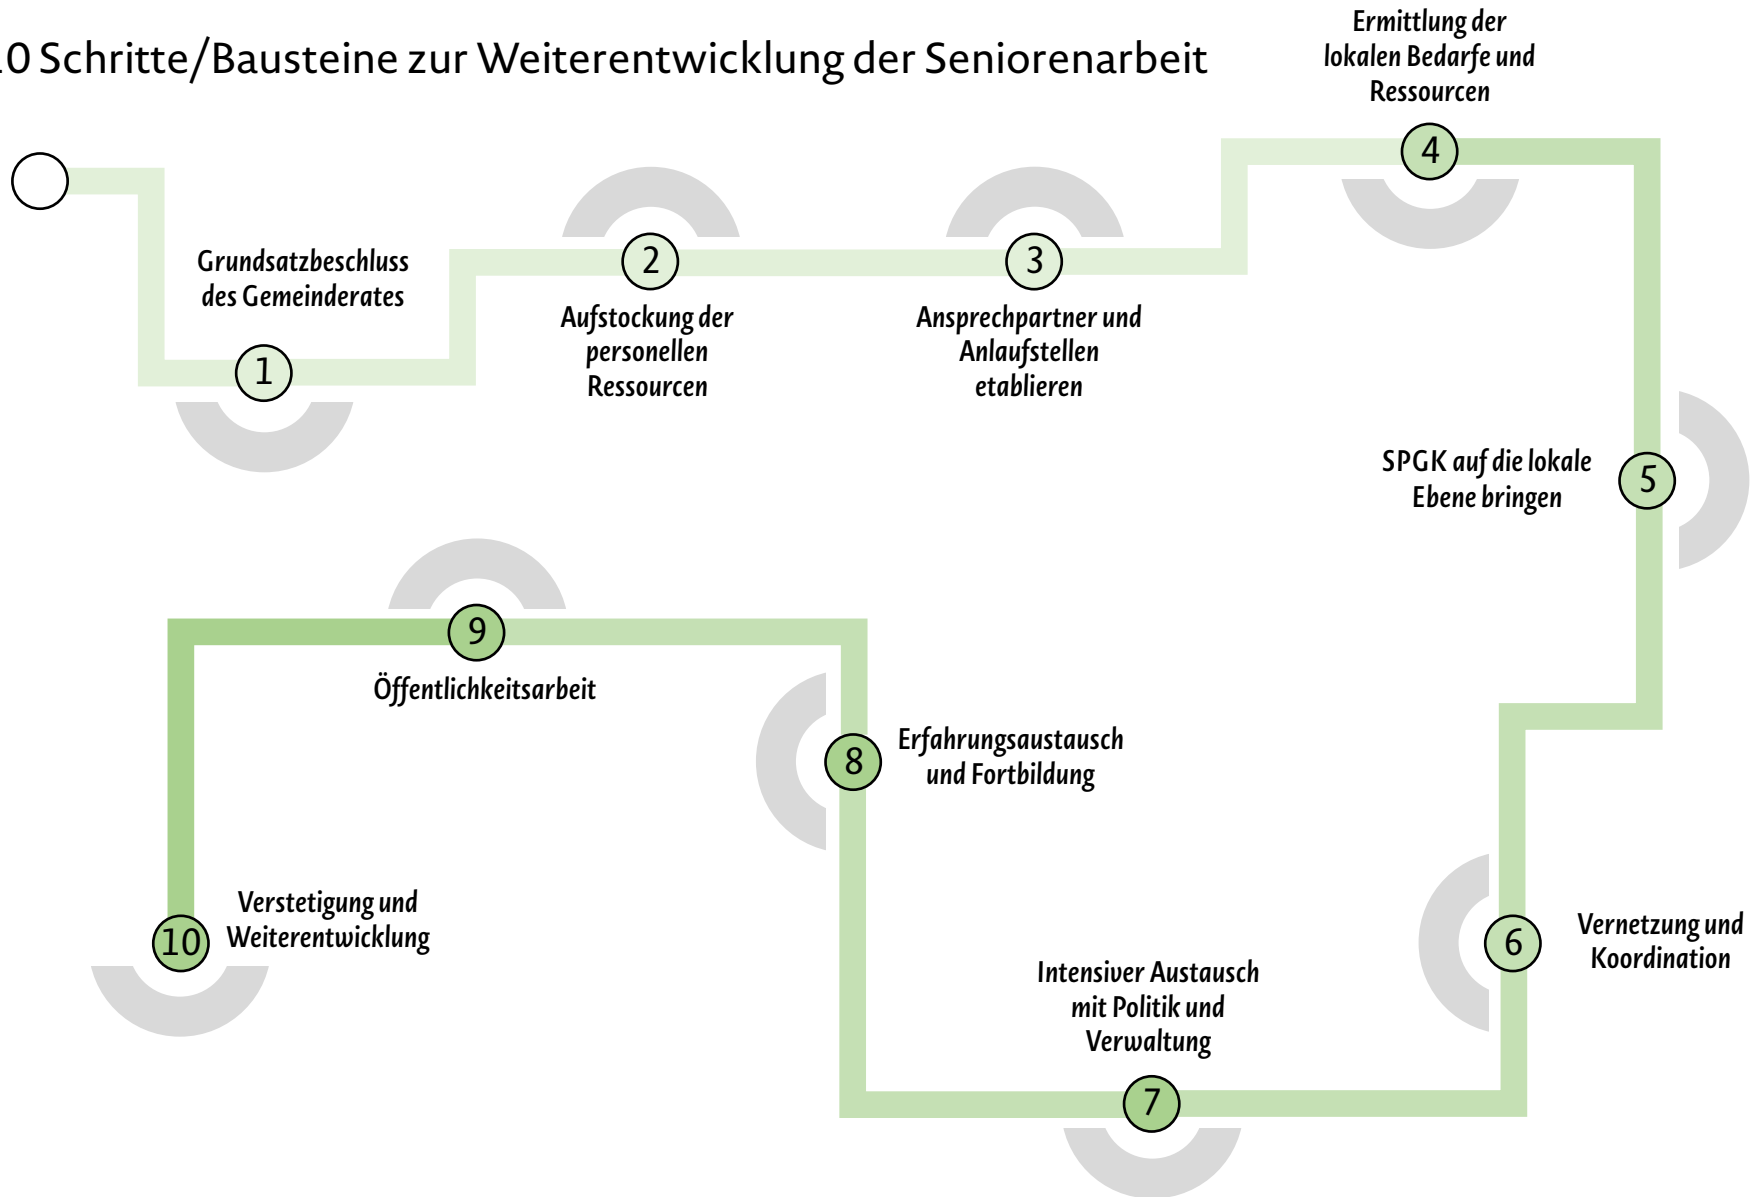 10 Schritte/Bausteine zur Weiterentwicklung der Seniorenarbeit
1
Grundsatzbeschluss
des Gemeinderates
2
Aufstockung der
personellen
Ressourcen
3
Ansprechpartner und
Anlaufstellen
etablieren
4
Ermittlung der
lokalen Bedarfe und
Ressourcen
5
SPGK auf die lokale
Ebene bringen
6
Vernetzung und
Koordination
7
Intensiver Austausch
mit Politik und
Verwaltung
8
Erfahrungsaustausch
und Fortbildung
9
Öffentlichkeitsarbeit
10
Verstetigung und
Weiterentwicklung